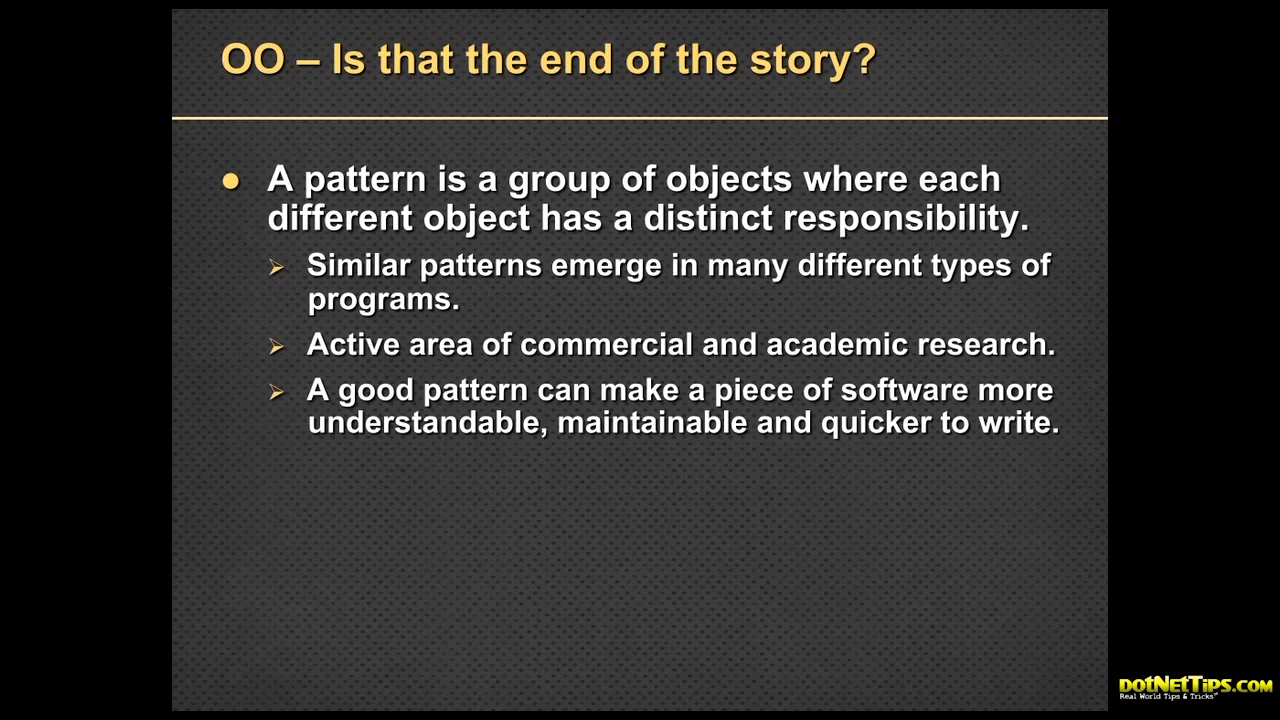 OO – Is that the end of the story?
A pattern is a group of objects where each
different object has a distinct responsibility.
Similar patterns emerge in many different types of
programs.
Active area of commercial and academic research.
A good pattern can make a piece of software more
understandable, maintainable and quicker to write.
DOTNETTIPS.COM
Real World Tips & Tricks